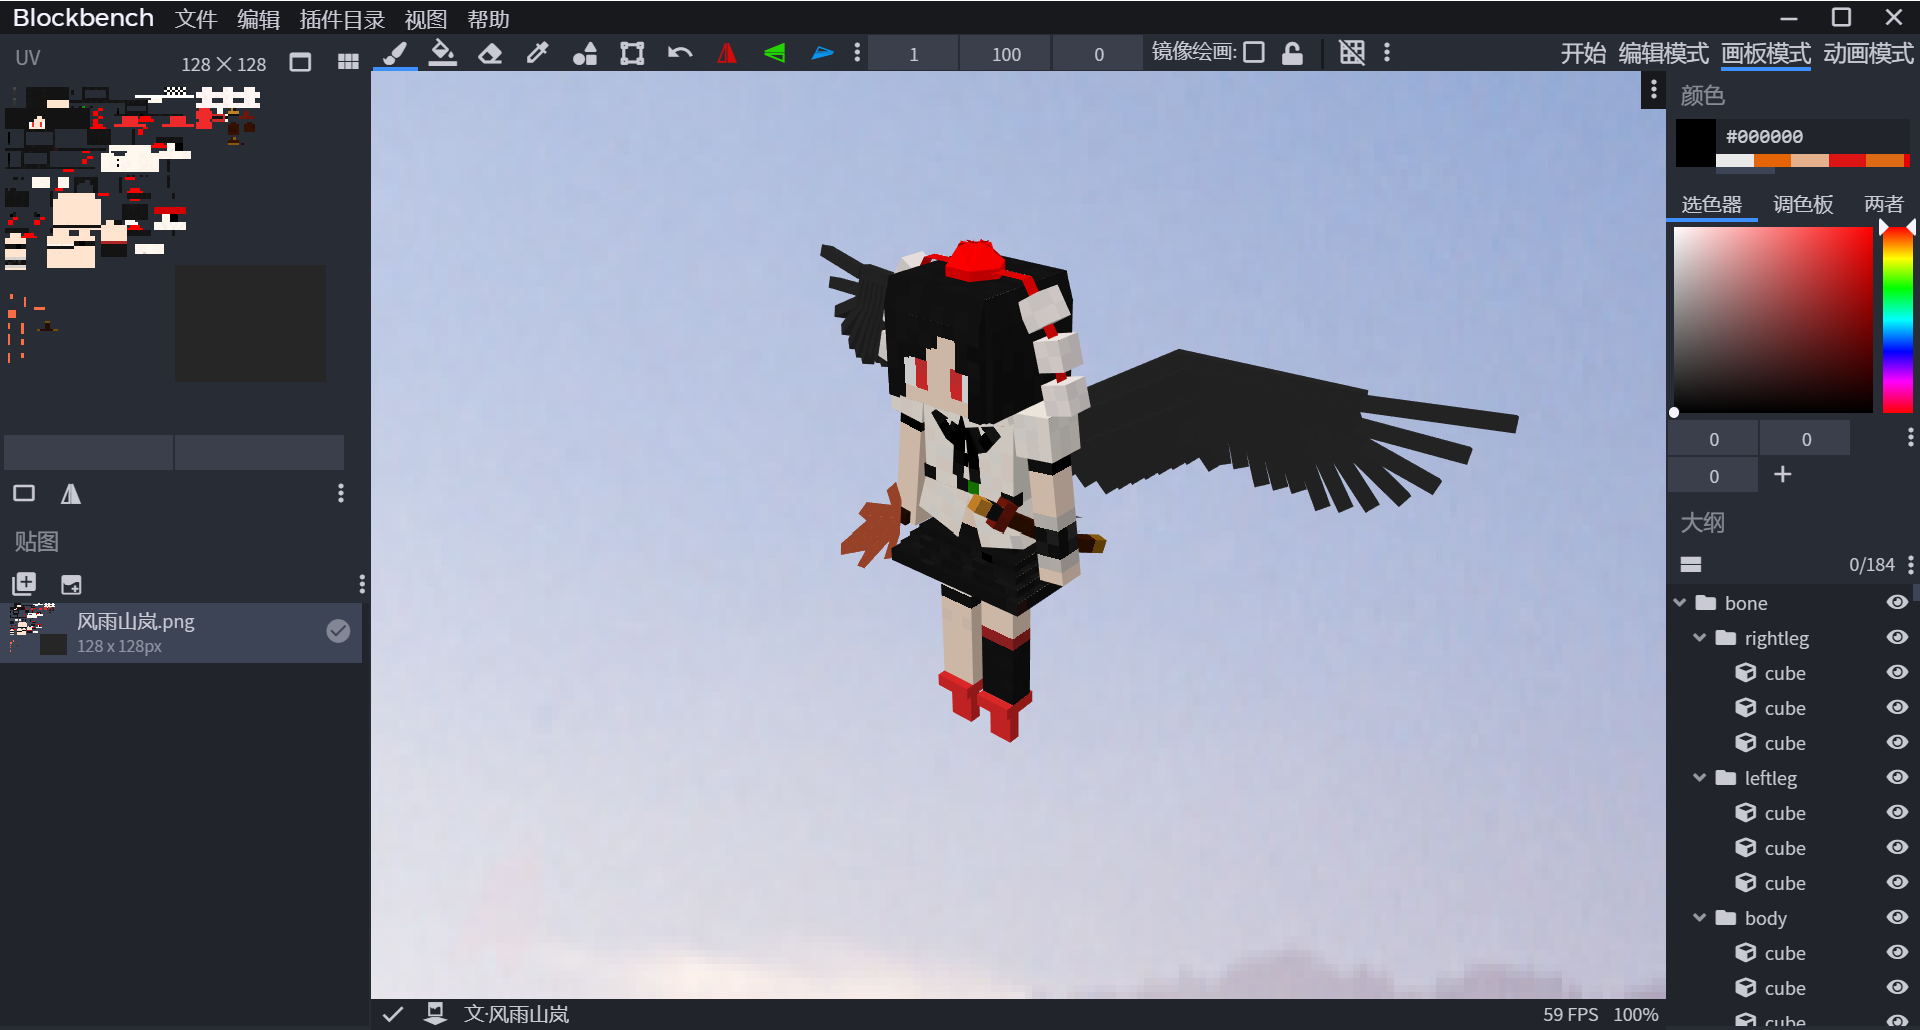 Blockbench 文件 编辑 插件目录 视图 帮助
UV
128×128
1 100 0 镜像绘画:
开始 编辑模式 画板模式 动画模式
颜色
#000000
选色器 调色板 两者
0 0
0 +
大纲
0/184
bone
rightleg
cube
cube
cube
leftleg
cube
cube
cube
body
cube
cube
cube
贴图
风雨山岚.png
128 x 128px
文·风雨山岚
59 FPS 100%